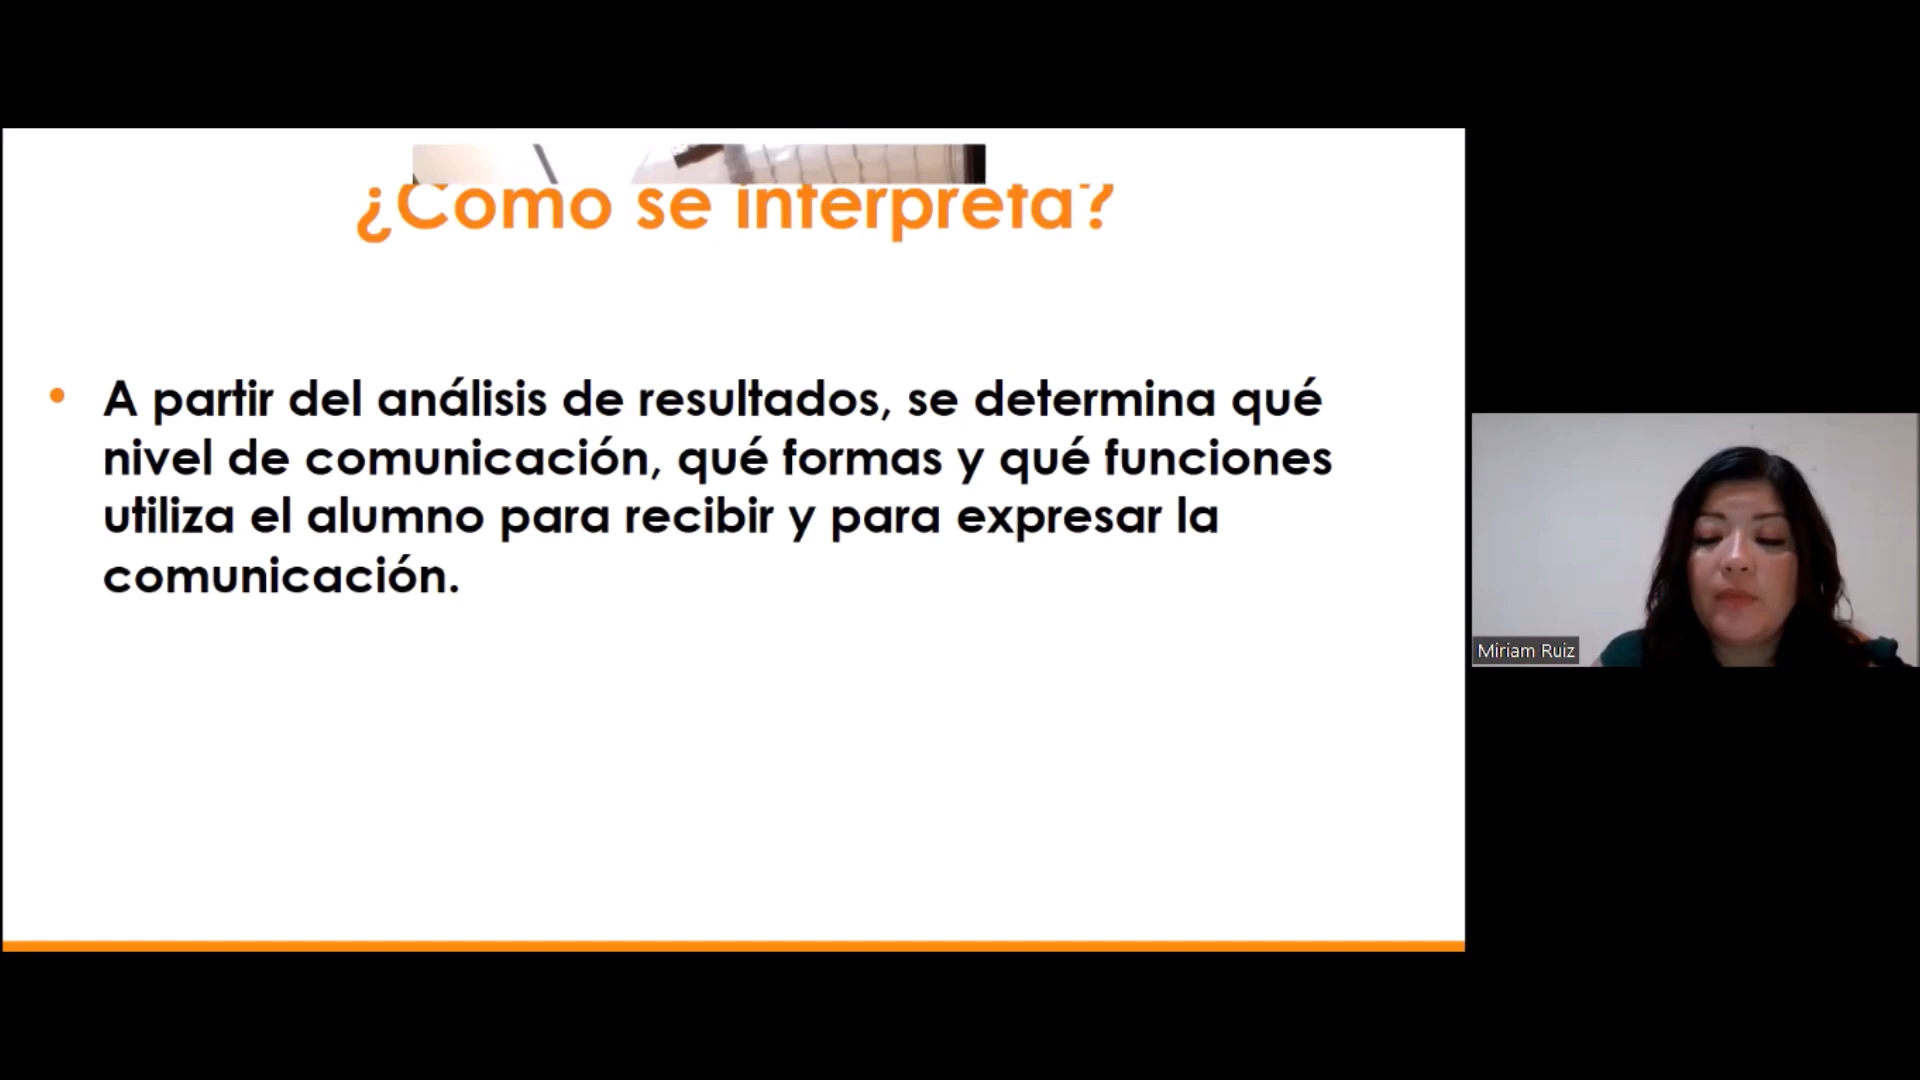 ¿Como se interpreta?
• A partir del análisis de resultados, se determina qué
nivel de comunicación, qué formas y qué funciones
utiliza el alumno para recibir y para expresar la
comunicación.
Miriam Ruiz